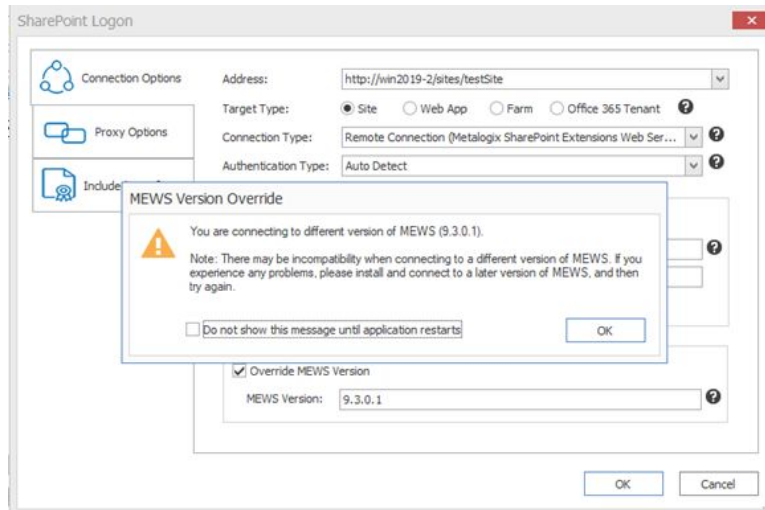 SharePoint Logon
Connection Options
Proxy Options
Include
Address:
http://win2019-2/sites/testSite
Target Type:
Site
Web App
Farm
Office 365 Tenant
Connection Type:
Remote Connection (Metalogix SharePoint Extensions Web Ser...
Authentication Type:
Auto Detect
MEWS Version Override
You are connecting to different version of MEWS (9.3.0.1).
Note: There may be incompatibility when connecting to a different version of MEWS. If you
experience any problems, please install and connect to a later version of MEWS, and then
try again.
Do not show this message until application restarts
OK
Override MEWS Version
MEWS Version:
9.3.0.1
OK
Cancel